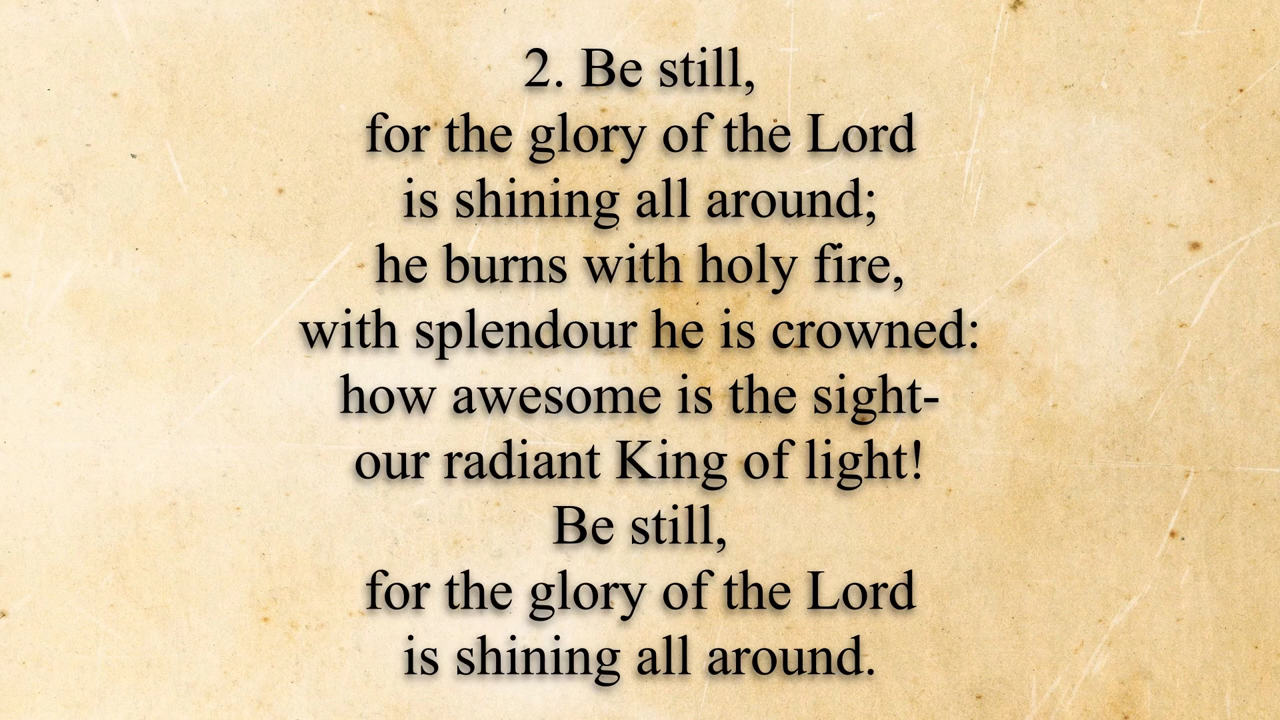 2. Be still,
for the glory of the Lord
is shining all around;
he burns with holy fire,
with splendour he is crowned:
how awesome is the sight-
our radiant King of light!
Be still,
for the glory of the Lord
is shining all around.